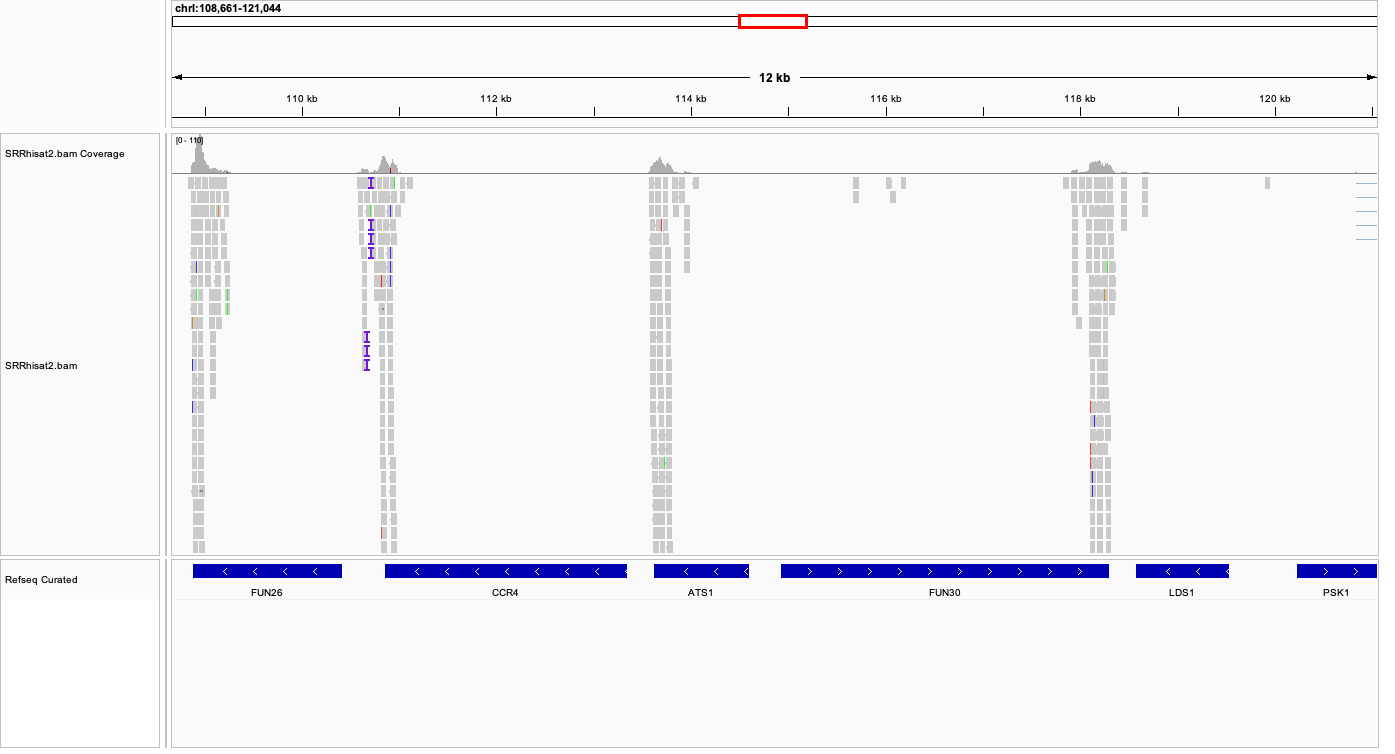 chrI:108,661-121,044
12 kb
110 kb 112 kb 114 kb 116 kb 118 kb 120 kb
[0 - 110]
SRRhisat2.bam Coverage
SRRhisat2.bam
Refseq Curated
FUN26 CCR4 ATS1 FUN30 LDS1 PSK1